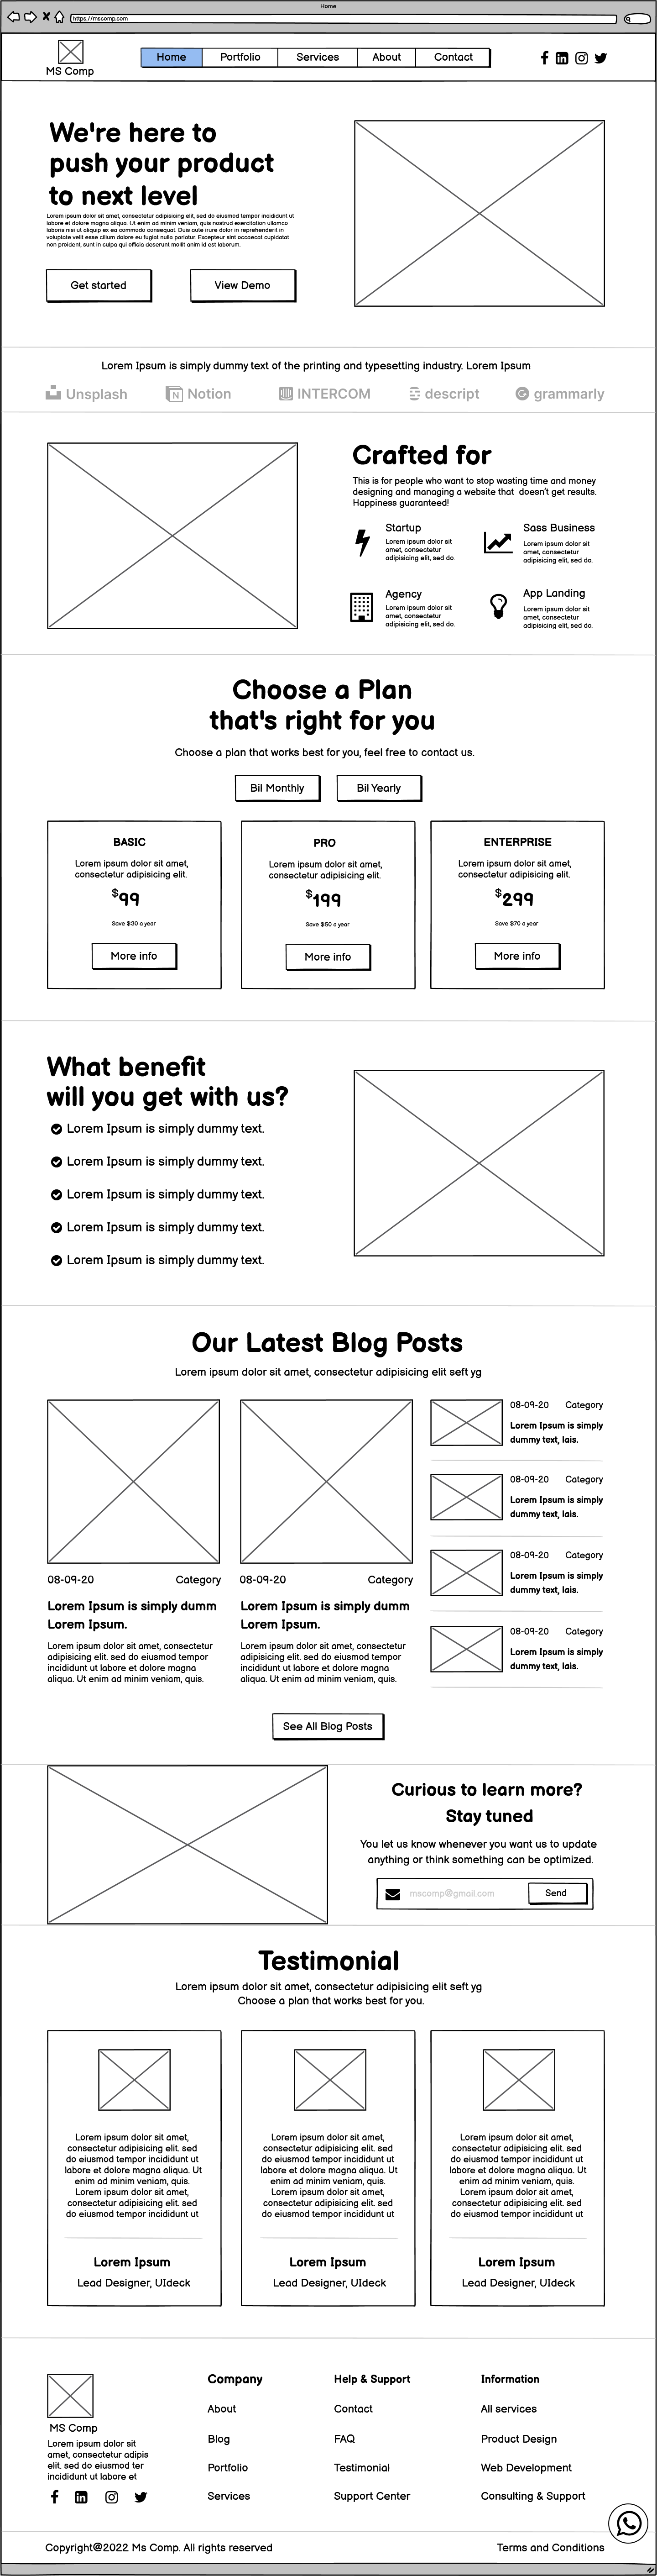 Home
https://mscomp.com
MS Comp
Home
Portfolio
Services
About
Contact
We're here to
push your product
to next level
Lorem ipsum dolor sit amet, consectetur adipisicing elit, sed do eiusmod tempor incididunt ut
labore et dolore magna aliqua. Ut enim ad minim veniam, quis nostrud exercitation ullamco
laboris nisi ut aliquip ex ea commodo consequat. Duis aute irure dolor in reprehenderit in
voluptate velit esse cillum dolore eu fugiat nulla pariatur. Excepteur sint occaecat cupidatat
non proident, sunt in culpa qui officia deserunt mollit anim id est laborum.
Get started
View Demo
Lorem Ipsum is simply dummy text of the printing and typesetting industry. Lorem Ipsum
Unsplash
Notion
INTERCOM
descript
grammarly
Crafted for
This is for people who want to stop wasting time and money
designing and managing a website that doesn't get results.
Happiness guaranteed!
Startup
Lorem ipsum dolor sit
amet, consectetur
adipisicing elit, sed do.
Sass Business
Lorem ipsum dolor sit
amet, consectetur
adipisicing elit, sed do.
Agency
Lorem ipsum dolor sit
amet, consectetur
adipisicing elit, sed do.
App Landing
Lorem ipsum dolor sit
amet, consectetur
adipisicing elit, sed do.
Choose a Plan
that's right for you
Choose a plan that works best for you, feel free to contact us.
Bil Monthly
Bil Yearly
BASIC
Lorem ipsum dolor sit amet,
consectetur adipisicing elit.
$99
Save $30 a year
More info
PRO
Lorem ipsum dolor sit amet,
consectetur adipisicing elit.
$199
Save $50 a year
More info
ENTERPRISE
Lorem ipsum dolor sit amet,
consectetur adipisicing elit.
$299
Save $70 a year
More info
What benefit
will you get with us?
Lorem Ipsum is simply dummy text.
Lorem Ipsum is simply dummy text.
Lorem Ipsum is simply dummy text.
Lorem Ipsum is simply dummy text.
Lorem Ipsum is simply dummy text.
Our Latest Blog Posts
Lorem ipsum dolor sit amet, consectetur adipisicing elit seft yg
08-09-20 Category
Lorem Ipsum is simply dumm
Lorem Ipsum.
Lorem ipsum dolor sit amet, consectetur
adipisicing elit. sed do eiusmod tempor
incididunt ut labore et dolore magna
aliqua. Ut enim ad minim veniam, quis.
08-09-20 Category
Lorem Ipsum is simply dumm
Lorem Ipsum.
Lorem ipsum dolor sit amet, consectetur
adipisicing elit. sed do eiusmod tempor
incididunt ut labore et dolore magna
aliqua. Ut enim ad minim veniam, quis.
08-09-20 Category
Lorem Ipsum is simply
dummy text, lais.
08-09-20 Category
Lorem Ipsum is simply
dummy text, lais.
08-09-20 Category
Lorem Ipsum is simply
dummy text, lais.
08-09-20 Category
Lorem Ipsum is simply
dummy text, lais.
See All Blog Posts
Curious to learn more?
Stay tuned
You let us know whenever you want us to update
anything or think something can be optimized.
mscomp@gmail.com
Send
Testimonial
Lorem ipsum dolor sit amet, consectetur adipisicing elit seft yg
Choose a plan that works best for you.
Lorem ipsum dolor sit amet,
consectetur adipisicing elit. sed
do eiusmod tempor incididunt ut
labore et dolore magna aliqua. Ut
enim ad minim veniam, quis.
Lorem ipsum dolor sit amet,
consectetur adipisicing elit. sed
do eiusmod tempor incididunt ut
Lorem Ipsum
Lead Designer, UIdeck
Lorem ipsum dolor sit amet,
consectetur adipisicing elit. sed
do eiusmod tempor incididunt ut
labore et dolore magna aliqua. Ut
enim ad minim veniam, quis.
Lorem ipsum dolor sit amet,
consectetur adipisicing elit. sed
do eiusmod tempor incididunt ut
Lorem Ipsum
Lead Designer, UIdeck
Lorem ipsum dolor sit amet,
consectetur adipisicing elit. sed
do eiusmod tempor incididunt ut
labore et dolore magna aliqua. Ut
enim ad minim veniam, quis.
Lorem ipsum dolor sit amet,
consectetur adipisicing elit. sed
do eiusmod tempor incididunt ut
Lorem Ipsum
Lead Designer, UIdeck
MS Comp
Lorem ipsum dolor sit
amet, consectetur adipis
elit. sed do eiusmod ter
incididunt ut labore et
Company
About
Blog
Portfolio
Services
Help & Support
Contact
FAQ
Testimonial
Support Center
Information
All services
Product Design
Web Development
Consulting & Support
Copyright@2022 Ms Comp. All rights reserved
Terms and Conditions